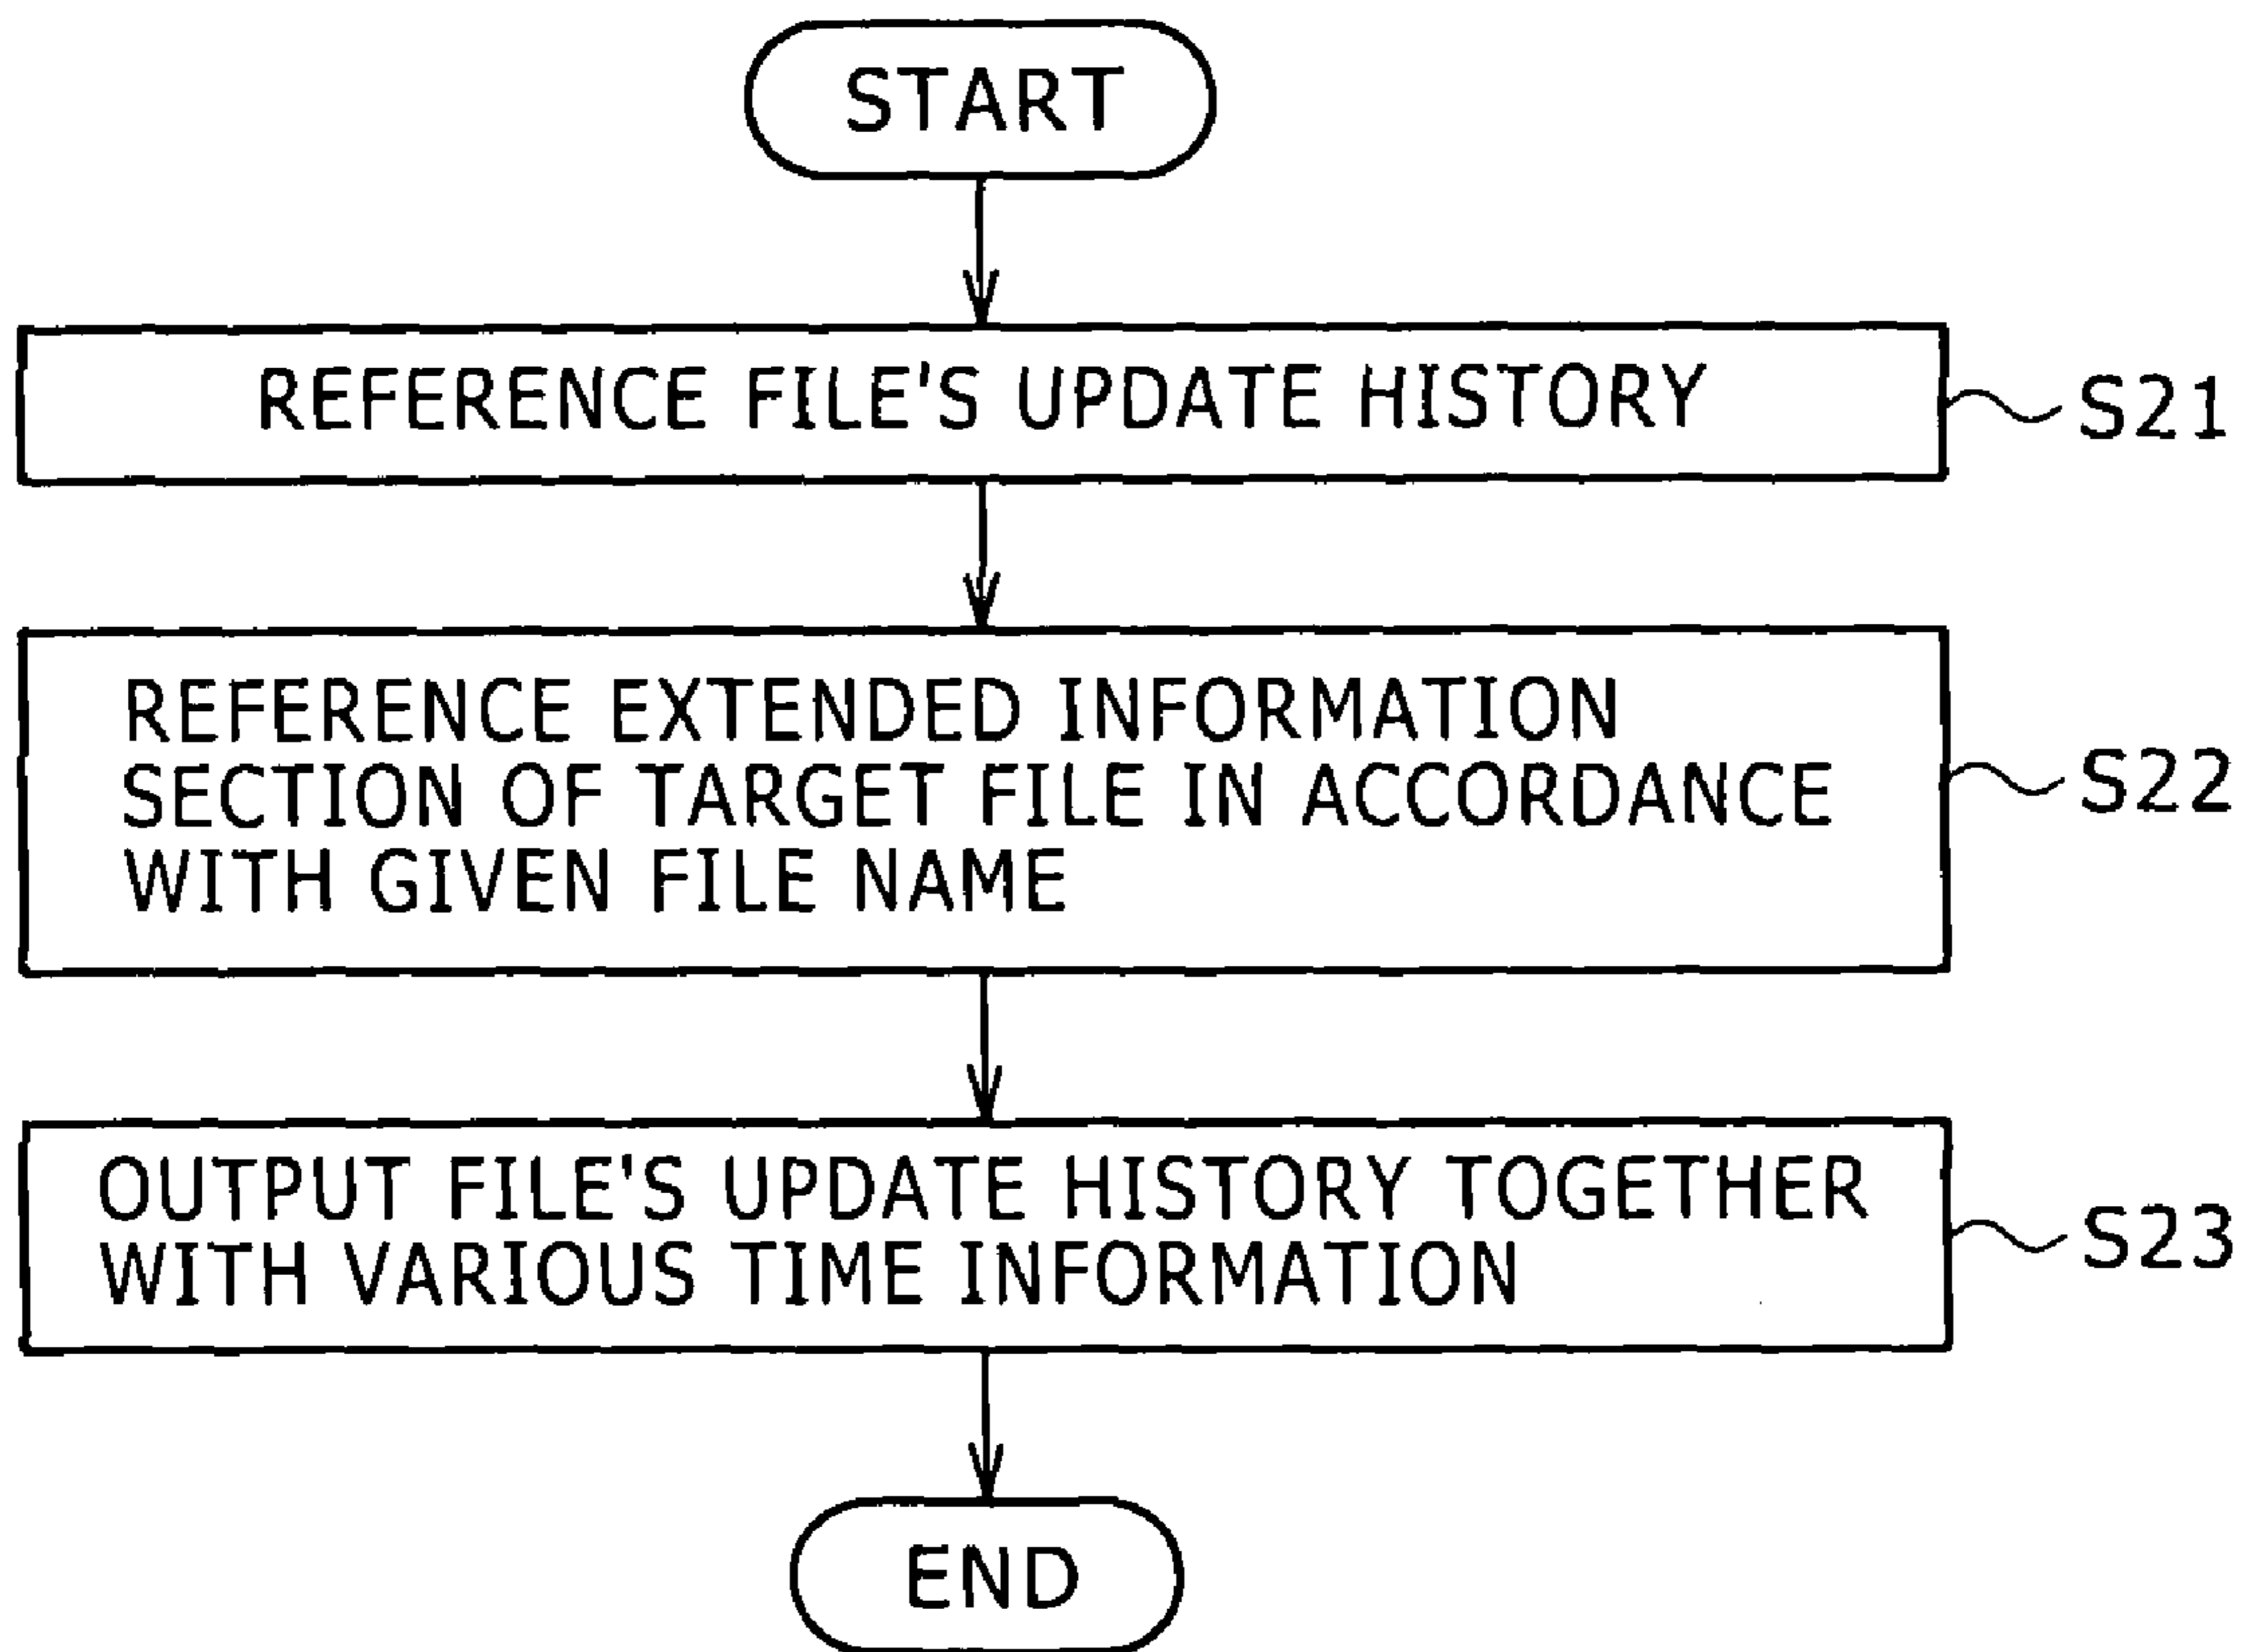 START
REFERENCE FILE'S UPDATE HISTORY
S21
REFERENCE EXTENDED INFORMATION
SECTION OF TARGET FILE IN ACCORDANCE
WITH GIVEN FILE NAME
S22
OUTPUT FILE'S UPDATE HISTORY TOGETHER
WITH VARIOUS TIME INFORMATION
S23
END